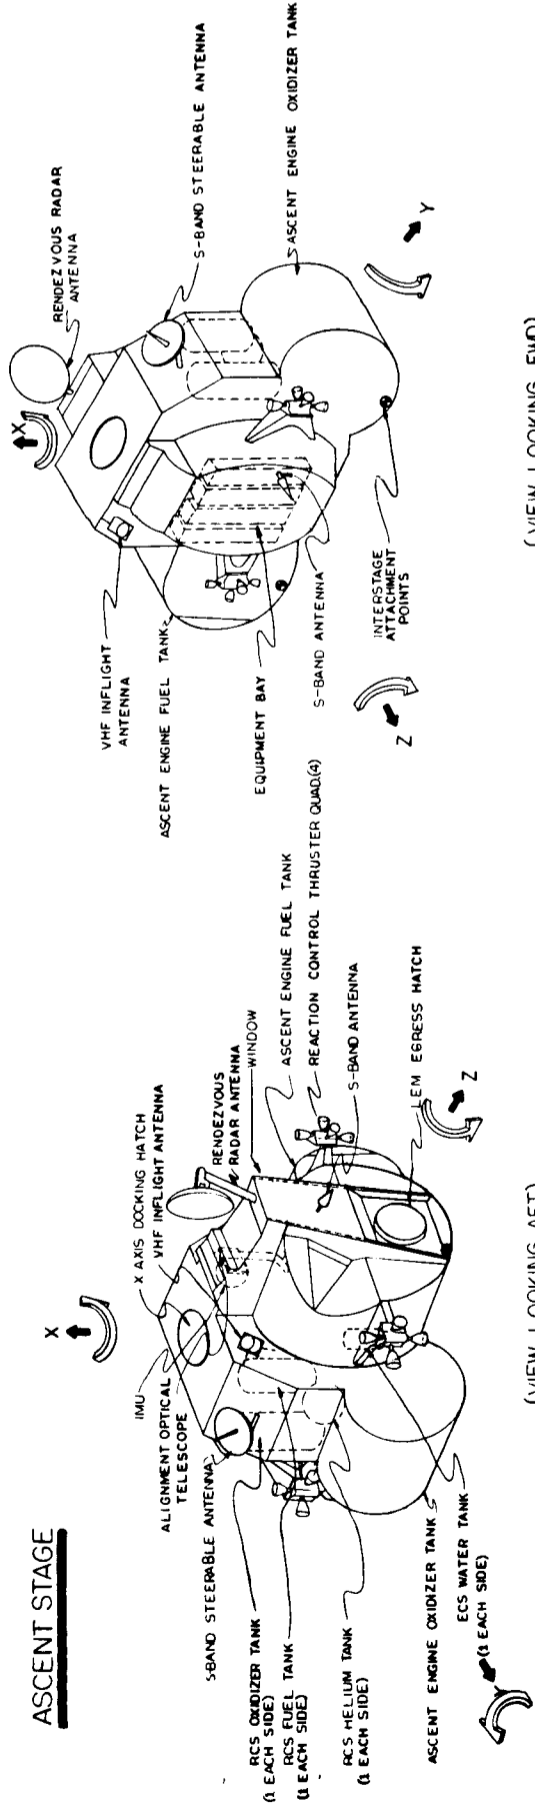 ASCENT STAGE
X
IMU
X AXIS DOCKING HATCH
VHF INFLIGHT ANTENNA
ALIGNMENT OPTICAL
TELESCOPE
S-BAND STEERABLE ANTENNA
RENDEZVOUS
RADAR ANTENNA
WINDOW
ASCENT ENGINE FUEL TANK
REACTION CONTROL THRUSTER QUAD.(4)
S-BAND ANTENNA
LEM EGRESS HATCH
Z
RCS OXIDIZER TANK
(1 EACH SIDE)
RCS FUEL TANK
(1 EACH SIDE)
RCS HELIUM TANK
(1 EACH SIDE)
ASCENT ENGINE OXIDIZER TANK
ECS WATER TANK
(1 EACH SIDE)
Y
(VIEW LOOKING AFT)
X
RENDEZVOUS RADAR
ANTENNA
S-BAND STEERABLE ANTENNA
ASCENT ENGINE OXIDIZER TANK
VHF INFLIGHT
ANTENNA
ASCENT ENGINE FUEL TANK
EQUIPMENT BAY
S-BAND ANTENNA
INTERSTAGE
ATTACHMENT
POINTS
Z
Y
(VIEW LOOKING FWD)